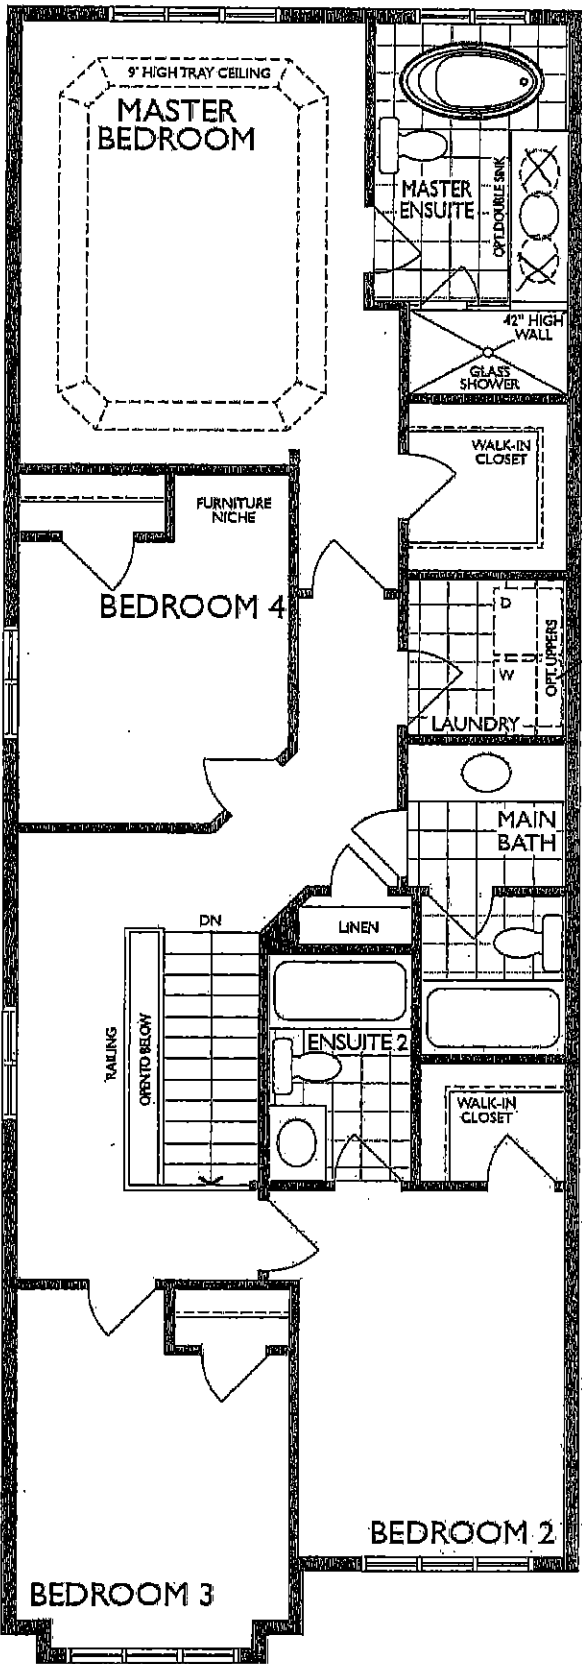 9' HIGH TRAY CEILING
MASTER
BEDROOM
MASTER
ENSUITE
OPT. DOUBLE SINK
42" HIGH
WALL
GLASS
SHOWER
WALK-IN
CLOSET
FURNITURE
NICHE
BEDROOM 4
D
W
OPT. UPPERS
LAUNDRY
MAIN
BATH
LINEN
DN
RAILING
OPEN TO BELOW
ENSUITE 2
WALK-IN
CLOSET
BEDROOM 2
BEDROOM 3